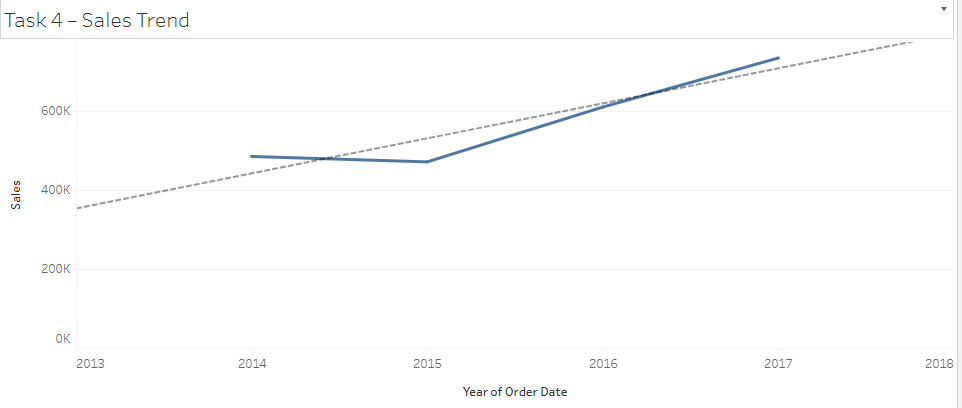 Task 4 – Sales Trend
600K
400K
200K
0K
Sales
2013 2014 2015 2016 2017 2018
Year of Order Date